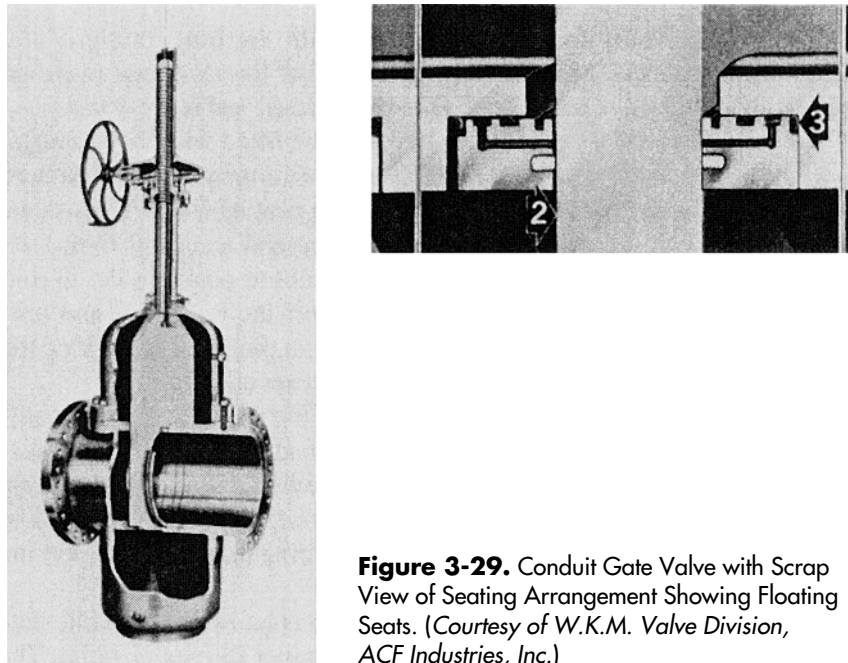 2
3
Figure 3-29. Conduit Gate Valve with Scrap
View of Seating Arrangement Showing Floating
Seats. (Courtesy of W.K.M. Valve Division,
ACF Industries, Inc.)